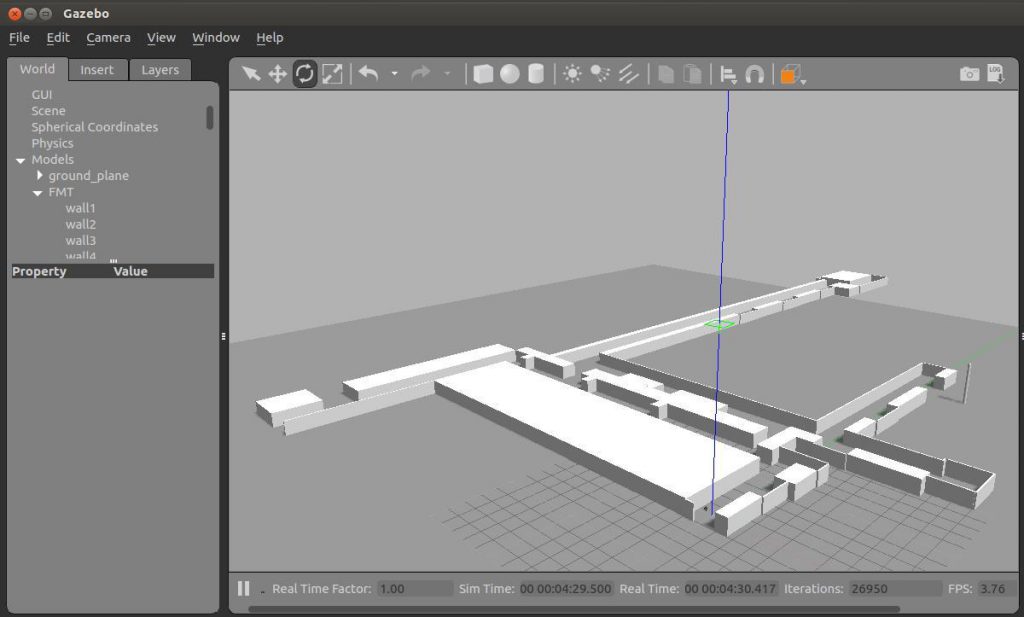 Gazebo
File Edit Camera View Window Help
World Insert Layers
LOG
GUI
Scene
Spherical Coordinates
Physics
Models
ground_plane
FMT
wall1
wall2
wall3
wall4
Property Value
Real Time Factor: 1.00 Sim Time: 00 00:04:29.500 Real Time: 00 00:04:30.417 Iterations: 26950 FPS: 3.76